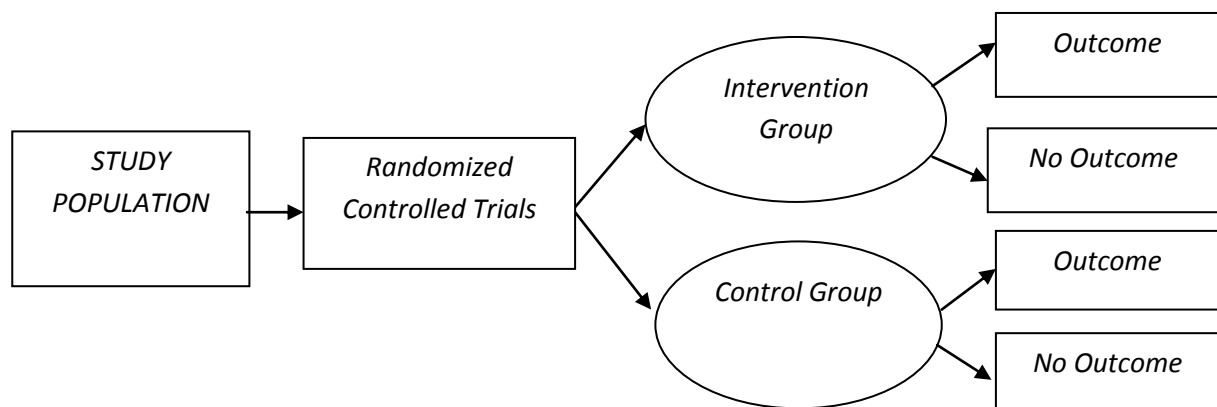 STUDY
POPULATION
Randomized
Controlled Trials
Intervention
Group
Control Group
Outcome
No Outcome
Outcome
No Outcome